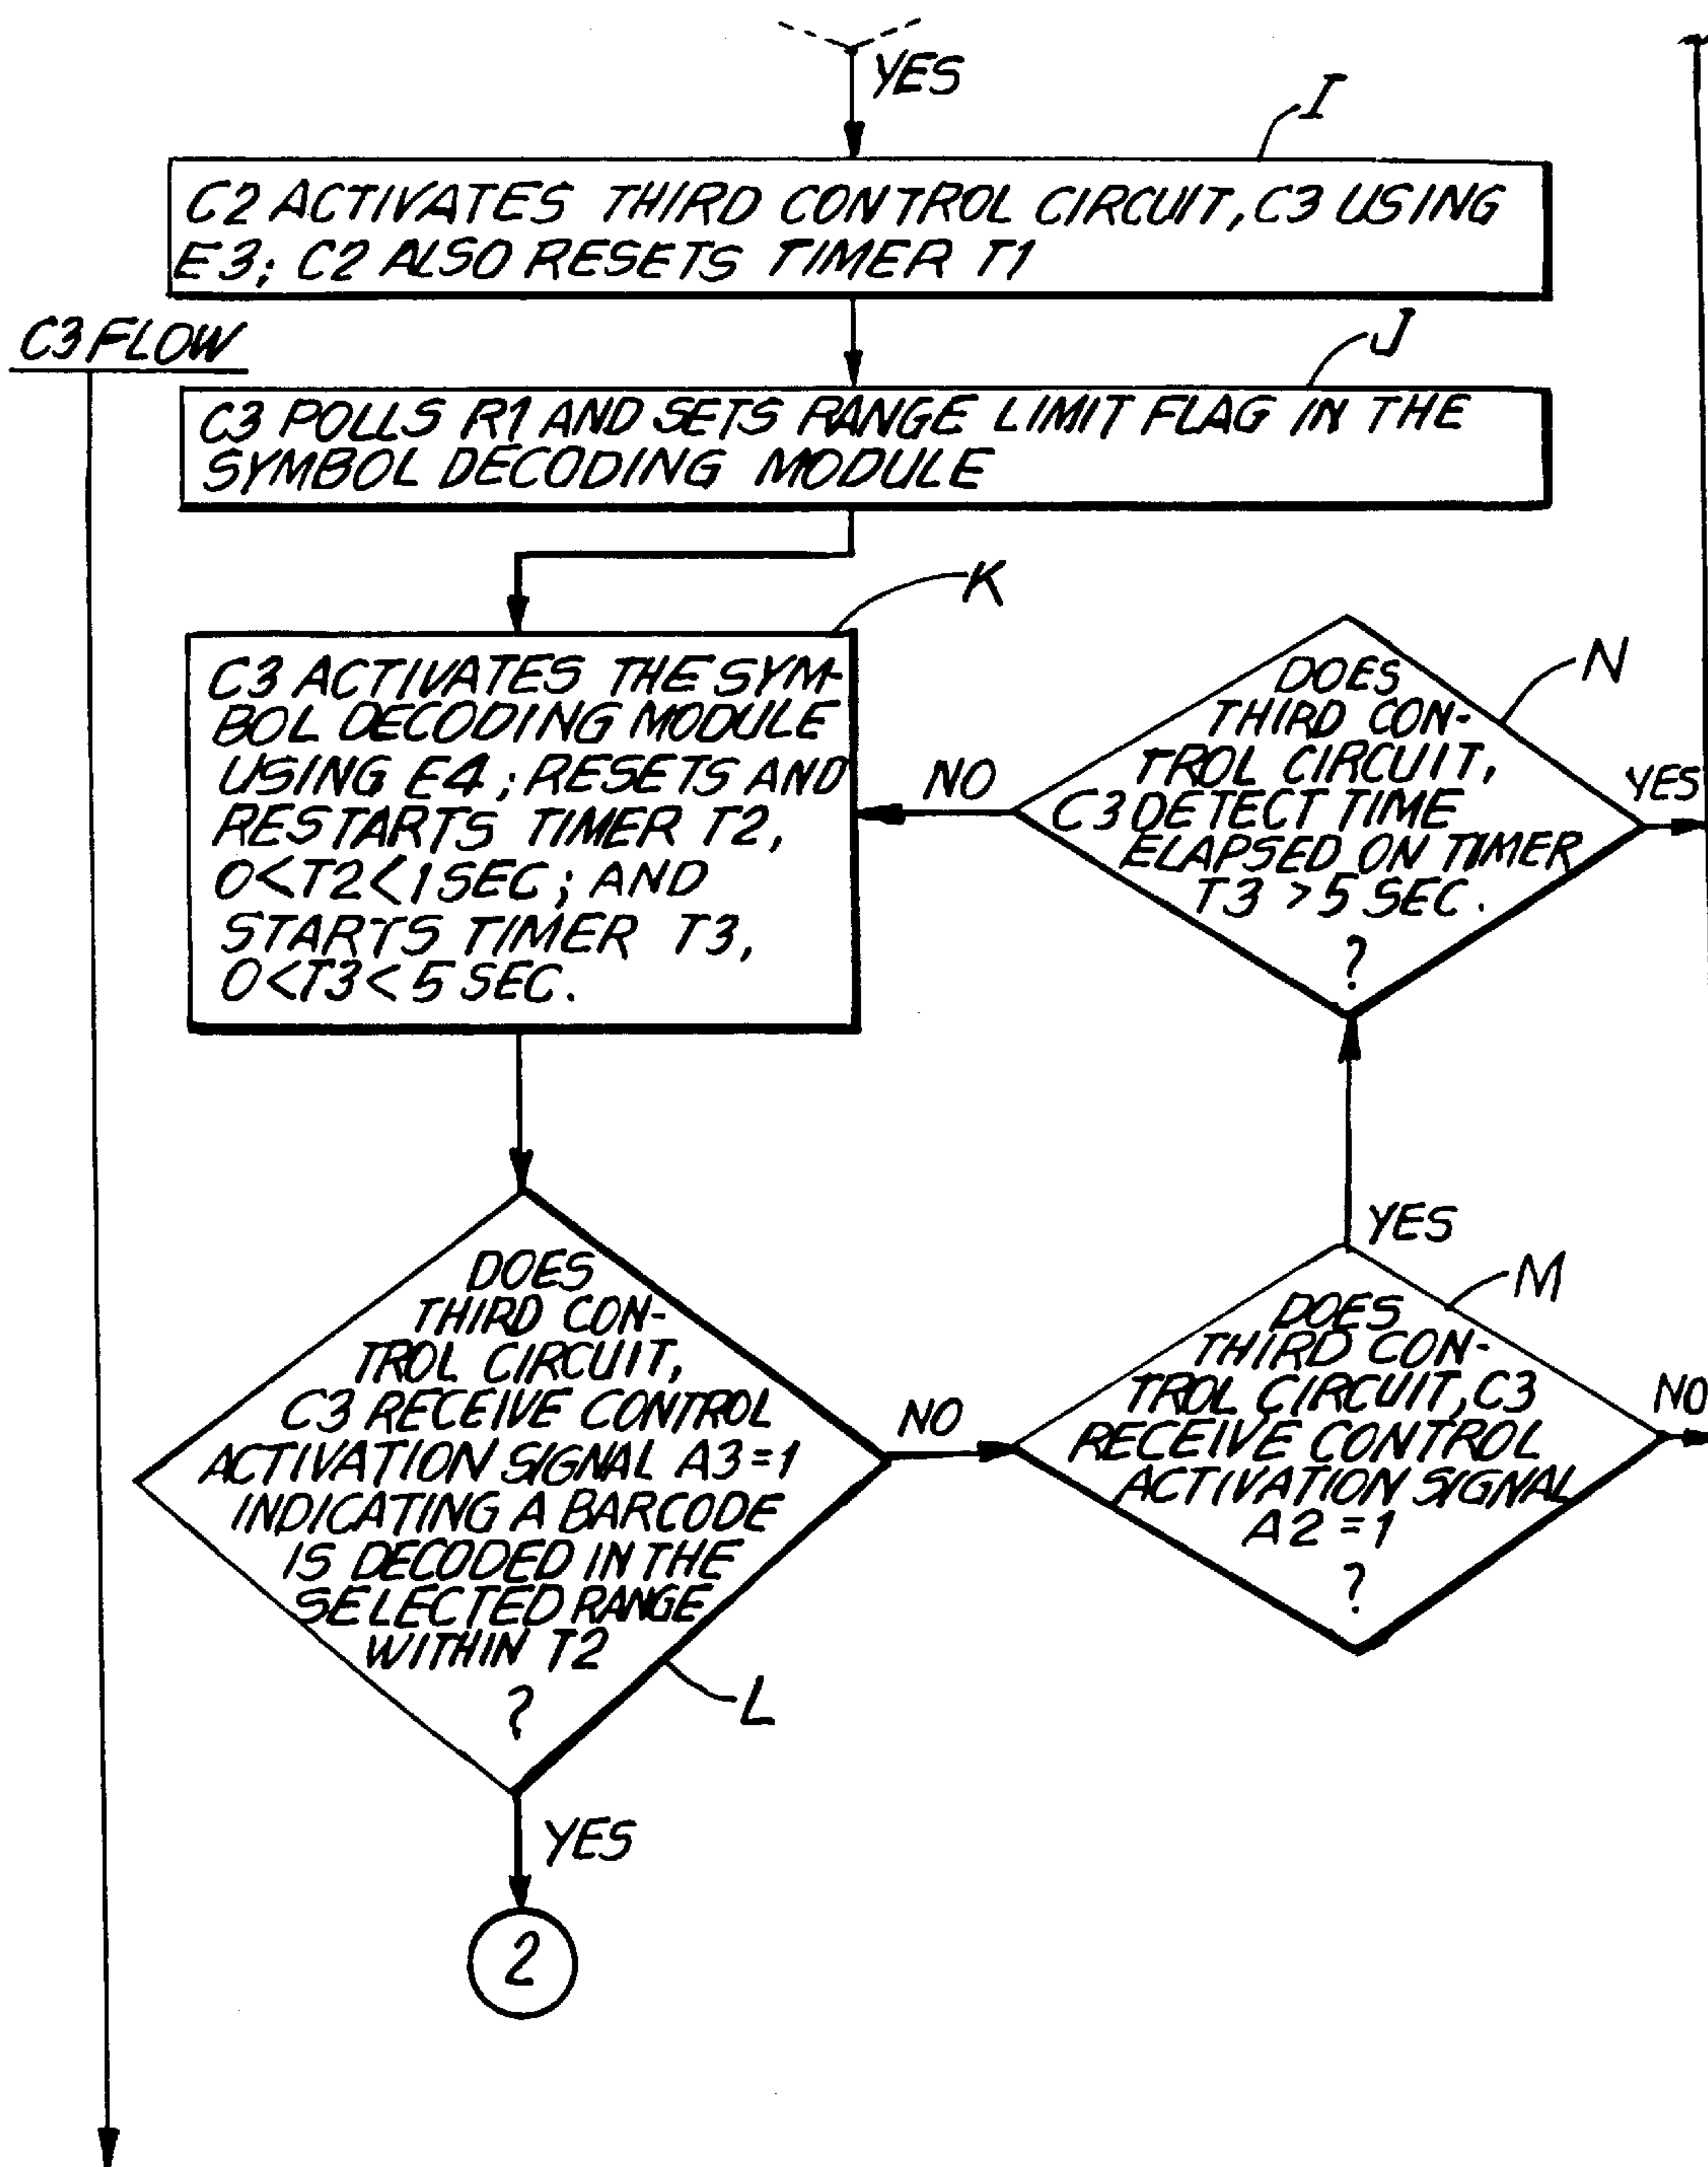 YES
I
C2 ACTIVATES THIRD CONTROL CIRCUIT, C3 USING
E3; C2 ALSO RESETS TIMER T1
C3 FLOW
J
C3 POLLS R1 AND SETS RANGE LIMIT FLAG IN THE
SYMBOL DECODING MODULE
K
C3 ACTIVATES THE SYM-
BOL DECODING MODULE
USING E4; RESETS AND
RESTARTS TIMER T2,
0<T2<1 SEC; AND
STARTS TIMER T3,
0<T3<5 SEC.
N
DOES
THIRD CON-
TROL CIRCUIT,
C3 DETECT TIME
ELAPSED ON TIMER
T3 >5 SEC.
?
NO
YES
DOES
THIRD CON-
TROL CIRCUIT,
C3 RECEIVE CONTROL
ACTIVATION SIGNAL A3=1
INDICATING A BARCODE
IS DECODED IN THE
SELECTED RANGE
WITHIN T2
?
L
NO
YES
M
DOES
THIRD CON-
TROL CIRCUIT, C3
RECEIVE CONTROL
ACTIVATION SIGNAL
A2=1
?
NO
YES
2